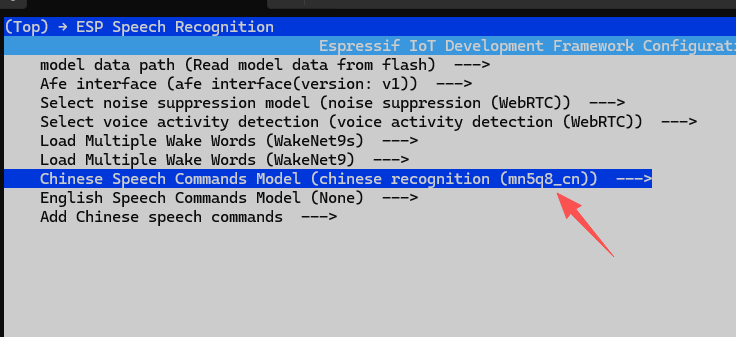 (Top) → ESP Speech Recognition
Espressif IoT Development Framework Configurati
model data path (Read model data from flash)  --->
Afe interface (afe interface(version: v1))  --->
Select noise suppression model (noise suppression (WebRTC))  --->
Select voice activity detection (voice activity detection (WebRTC))  --->
Load Multiple Wake Words (WakeNet9s)  --->
Load Multiple Wake Words (WakeNet9)  --->
Chinese Speech Commands Model (chinese recognition (mn5q8_cn))  --->
English Speech Commands Model (None)  --->
Add Chinese speech commands  --->